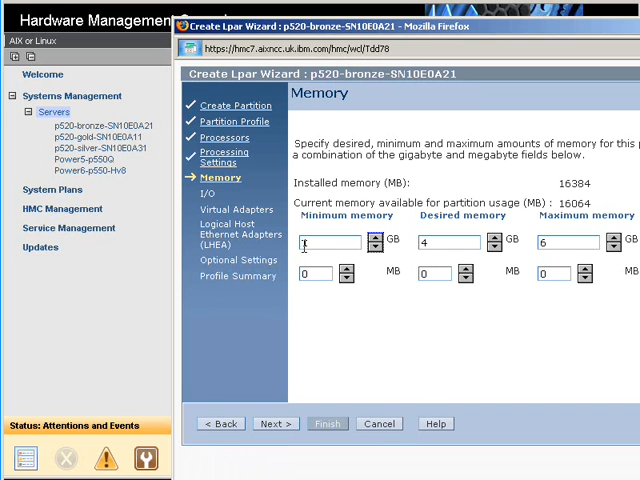 Hardware Management
Create Lpar Wizard : p520-bronze-SN10E0A21 - Mozilla Firefox
AIX or Linux
https://hmc7.aixncc.uk.ibm.com/hmc/wcl/Tdd78
Welcome
Systems Management
Servers
p520-bronze-SN10E0A21
p520-gold-SN10E0A11
p520-silver-SN10E0A31
Power5-p550Q
Power6-p550-Hv8
System Plans
HMC Management
Service Management
Updates
Status: Attentions and Events
Create Lpar Wizard : p520-bronze-SN10E0A21
Create Partition
Partition Profile
Processors
Processing
Settings
Memory
I/O
Virtual Adapters
Logical Host
Ethernet Adapters
(LHEA)
Optional Settings
Profile Summary
Memory
Specify desired, minimum and maximum amounts of memory for this
a combination of the gigabyte and megabyte fields below.
Installed memory (MB): 16384
Current memory available for partition usage (MB) : 16064
Minimum memory Desired memory Maximum memory
GB 4 GB 6 GB
0 MB 0 MB 0 MB
< Back Next > Finish Cancel Help